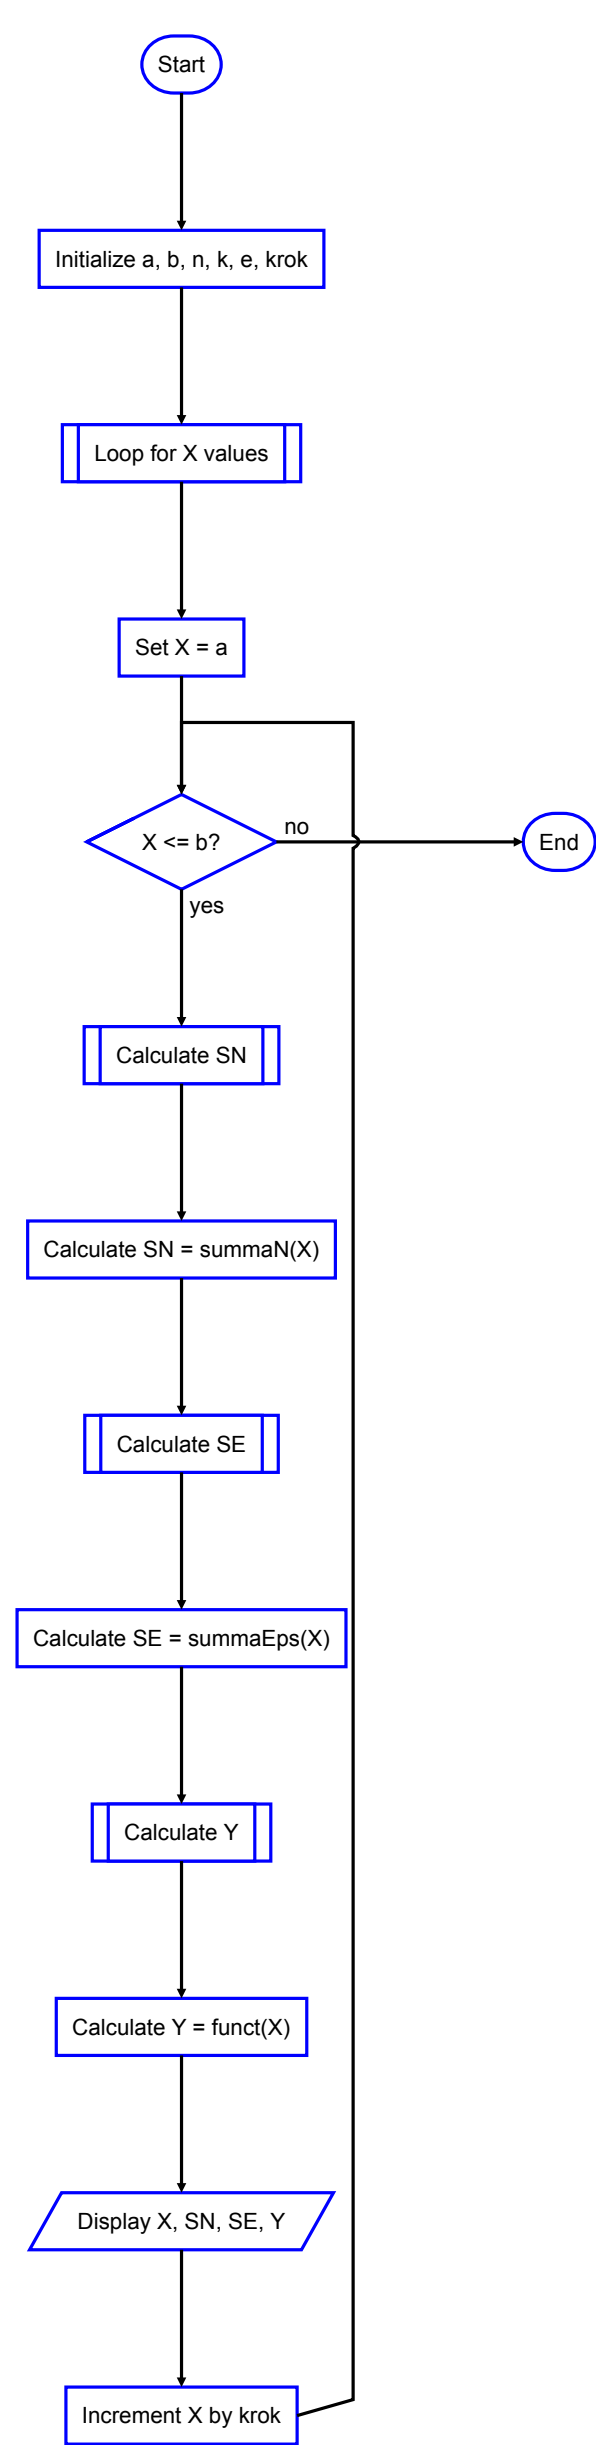 Start
Initialize a, b, n, k, e, krok
Loop for X values
Set X = a
X <= b?
no
End
yes
Calculate SN
Calculate SN = summaN(X)
Calculate SE
Calculate SE = summaEps(X)
Calculate Y
Calculate Y = funct(X)
Display X, SN, SE, Y
Increment X by krok